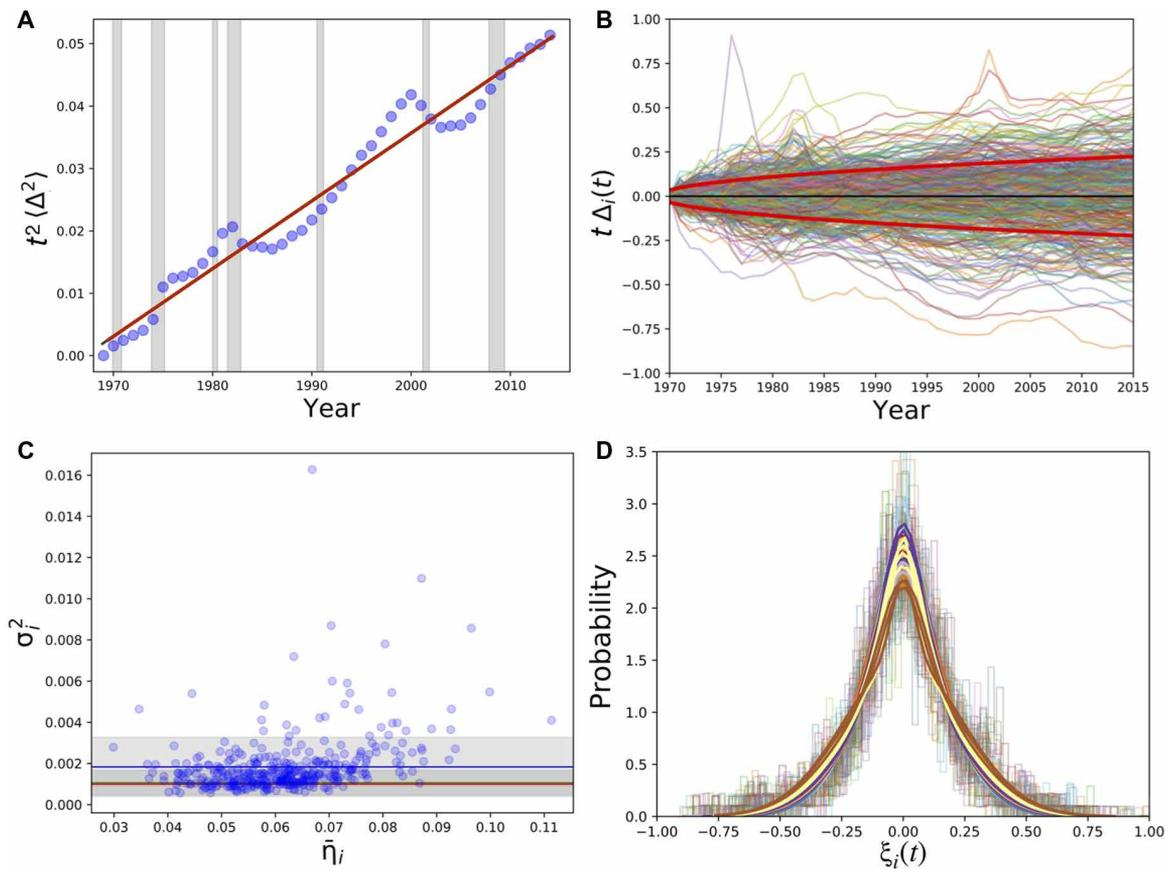 A
0.05
0.04
0.03
0.02
0.01
0.00
t² ⟨Δ²⟩
1970 1980 1990 2000 2010
Year
B
1.00
0.75
0.50
0.25
0.00
−0.25
−0.50
−0.75
−1.00
t Δᵢ(t)
1970 1975 1980 1985 1990 1995 2000 2005 2010 2015
Year
C
0.016
0.014
0.012
0.010
0.008
0.006
0.004
0.002
0.000
σᵢ²
0.03 0.04 0.05 0.06 0.07 0.08 0.09 0.10 0.11
η̄ᵢ
D
3.5
3.0
2.5
2.0
1.5
1.0
0.5
0.0
Probability
−1.00 −0.75 −0.50 −0.25 0.00 0.25 0.50 0.75 1.00
ξᵢ(t)